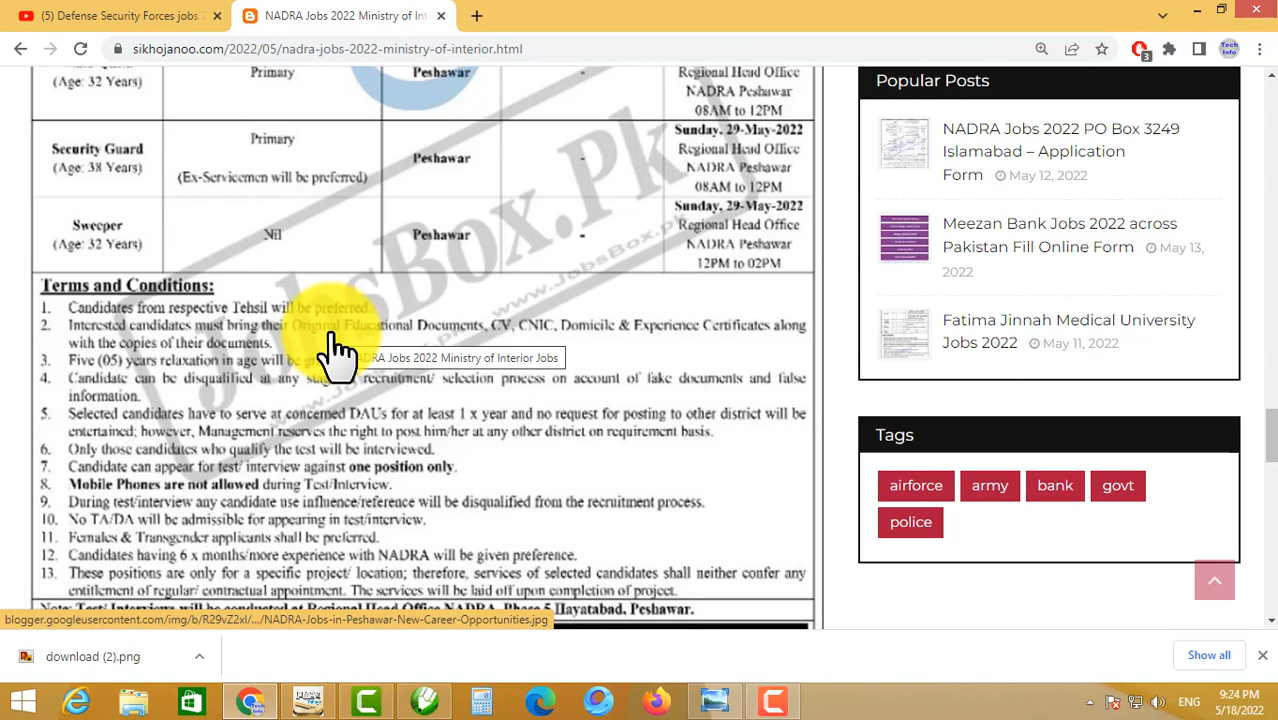 (5) Defense Security Forces jobs 2
NADRA Jobs 2022 Ministry of Int
sikhojanoo.com/2022/05/nadra-jobs-2022-ministry-of-interior.html
3
Tech Info
(Age: 32 Years)
Primary
Peshawar
-
Regional Head Office
NADRA Peshawar
08AM to 12PM
Security Guard
(Age: 38 Years)
Primary
(Ex-Servicemen will be preferred)
Peshawar
-
Sunday, 29-May-2022
Regional Head Office
NADRA Peshawar
08AM to 12PM
Sweeper
(Age: 32 Years)
Nil
Peshawar
-
Sunday, 29-May-2022
Regional Head Office
NADRA Peshawar
12PM to 02PM
JobsBox.Pk
www.JobsBox.pk
Terms and Conditions:
1. Candidates from respective Tehsil will be preferred.
2. Interested candidates must bring their Original Educational Documents, CV, CNIC, Domicile & Experience Certificates along
with the copies of their documents.
3. Five (05) years relaxation in age will be
NADRA Jobs 2022 Ministry of Interior Jobs
4. Candidate can be disqualified at any stage recruitment/ selection process on account of fake documents and false
information.
5. Selected candidates have to serve at concerned DAUs for at least 1 x year and no request for posting to other district will be
entertained; however, Management reserves the right to post him/her at any other district on requirement basis.
6. Only those candidates who qualify the test will be interviewed.
7. Candidate can appear for test/ interview against one position only.
8. Mobile Phones are not allowed during Test/Interview.
9. During test/interview any candidate use influence/reference will be disqualified from the recruitment process.
10. No TA/DA will be admissible for appearing in test/interview.
11. Females & Transgender applicants shall be preferred.
12. Candidates having 6 x months/more experience with NADRA will be given preference.
13. These positions are only for a specific project/ location; therefore, services of selected candidates shall neither confer any
entitlement of regular/ contractual appointment. The services will be laid off upon completion of project.
Note: Test/ Interviews will be conducted at Regional Head Office NADRA, Phase 5 Hayatabad, Peshawar.
Popular Posts
NADRA Jobs 2022 PO Box 3249
Islamabad – Application
Form May 12, 2022
Meezan Bank Jobs 2022 across
Pakistan Fill Online Form May 13,
2022
Fatima Jinnah Medical University
Jobs 2022 May 11, 2022
Tags
airforce
army
bank
govt
police
blogger.googleusercontent.com/img/b/R29vZ2xl/.../NADRA-Jobs-in-Peshawar-New-Career-Opportunities.jpg
download (2).png
Show all
ENG
9:24 PM
5/18/2022